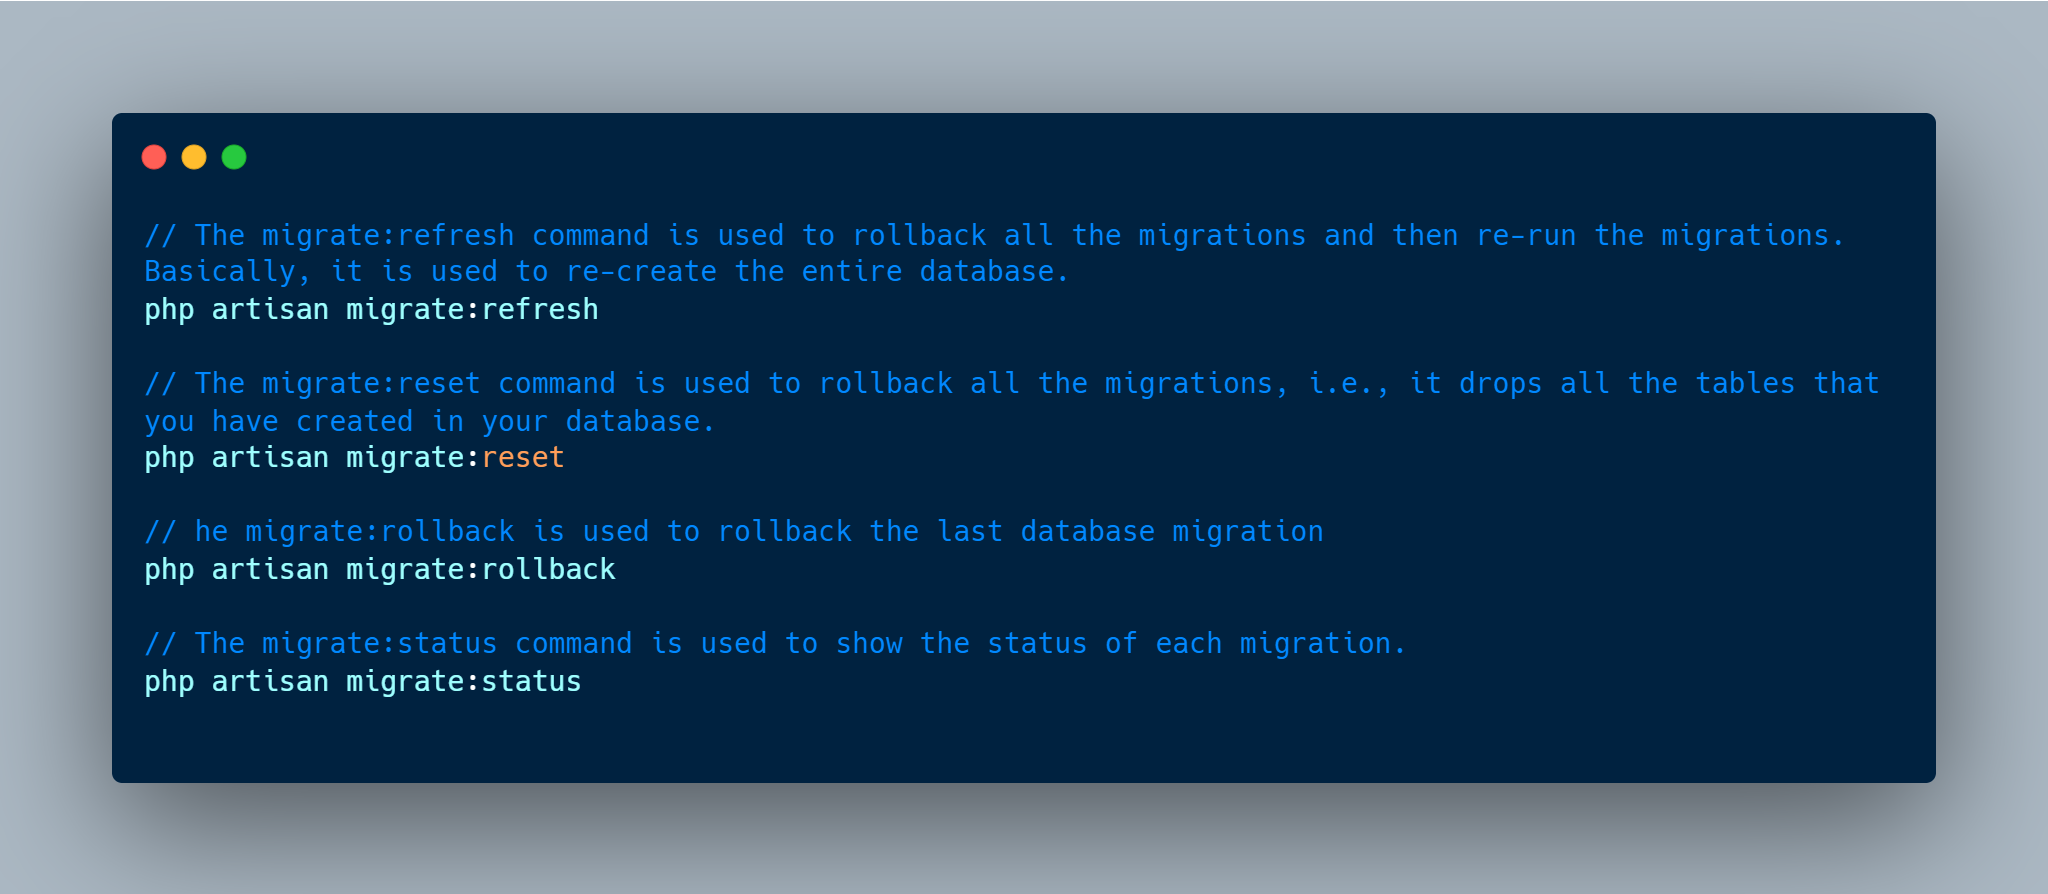 // The migrate:refresh command is used to rollback all the migrations and then re-run the migrations.
Basically, it is used to re-create the entire database.
php artisan migrate:refresh
// The migrate:reset command is used to rollback all the migrations, i.e., it drops all the tables that
you have created in your database.
php artisan migrate:reset
// he migrate:rollback is used to rollback the last database migration
php artisan migrate:rollback
// The migrate:status command is used to show the status of each migration.
php artisan migrate:status